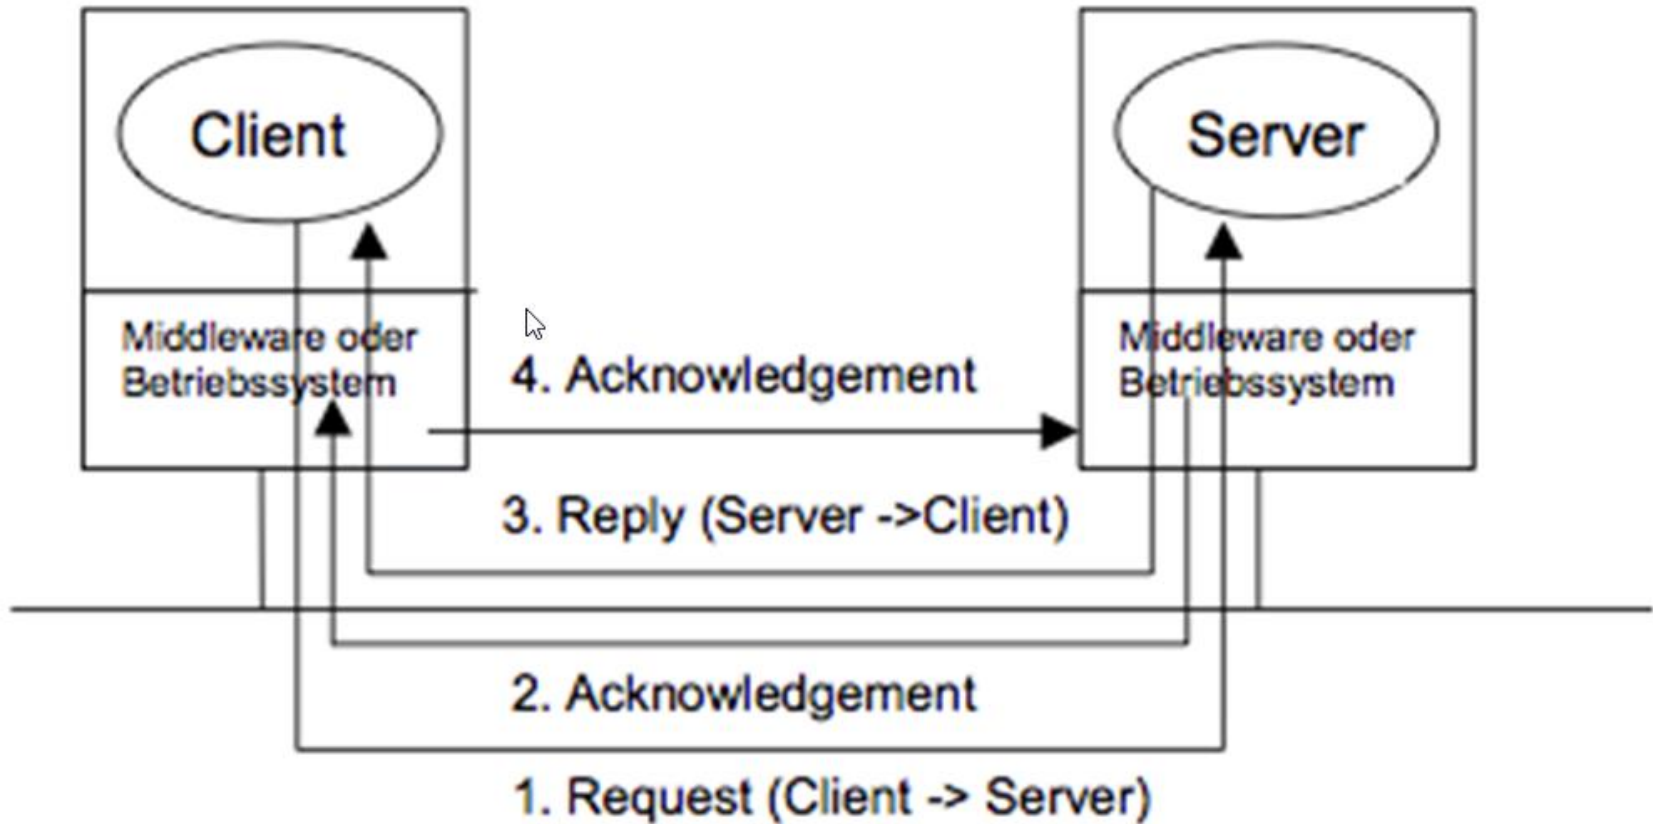 Client
Server
Middleware oder
Betriebssystem
Middleware oder
Betriebssystem
4. Acknowledgement
3. Reply (Server ->Client)
2. Acknowledgement
1. Request (Client -> Server)